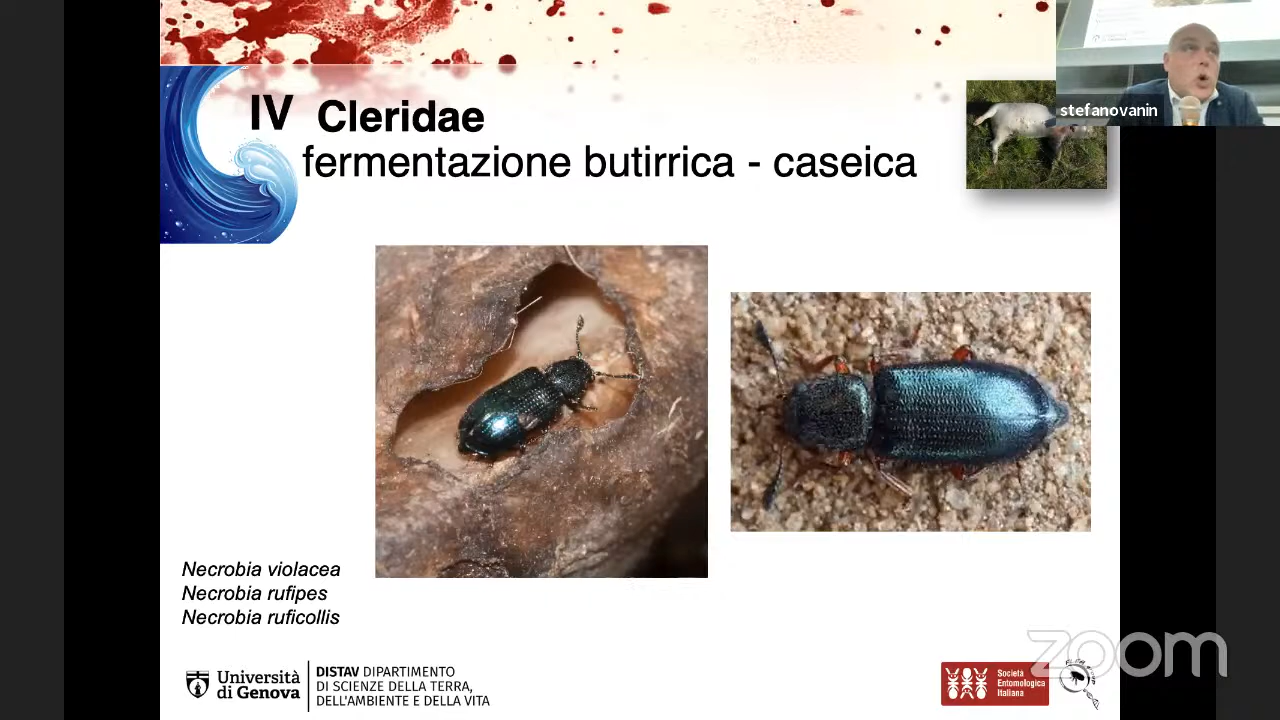 stefanovanin
IV Cleridae
fermentazione butirrica - caseica
Necrobia violacea
Necrobia rufipes
Necrobia ruficollis
Università
di Genova
DISTAV DIPARTIMENTO
DI SCIENZE DELLA TERRA,
DELL'AMBIENTE E DELLA VITA
Società
Entomologica
Italiana
zoom